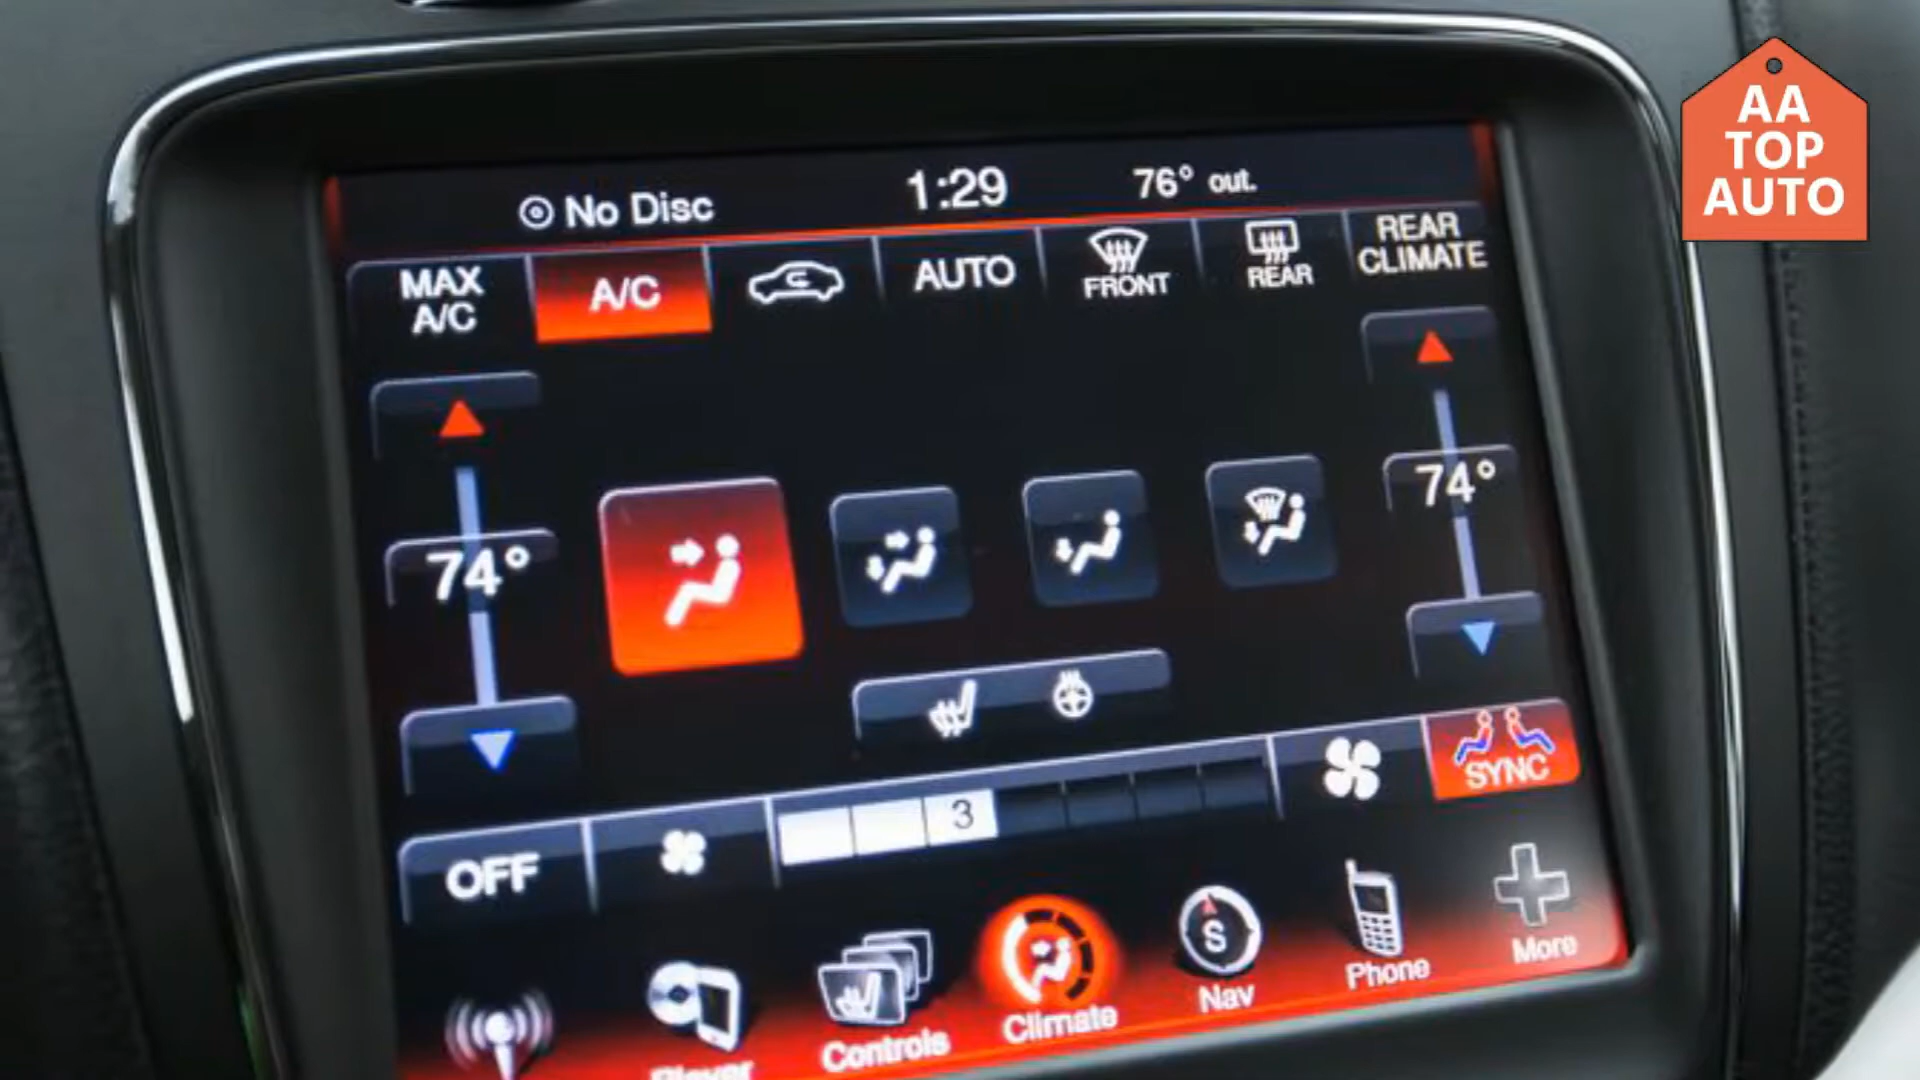 No Disc
1:29
76° out.
MAX
A/C
A/C
AUTO
FRONT
REAR
REAR
CLIMATE
74°
74°
SYNC
3
OFF
S
Player
Controls
Climate
Nav
Phone
More
AA
TOP
AUTO